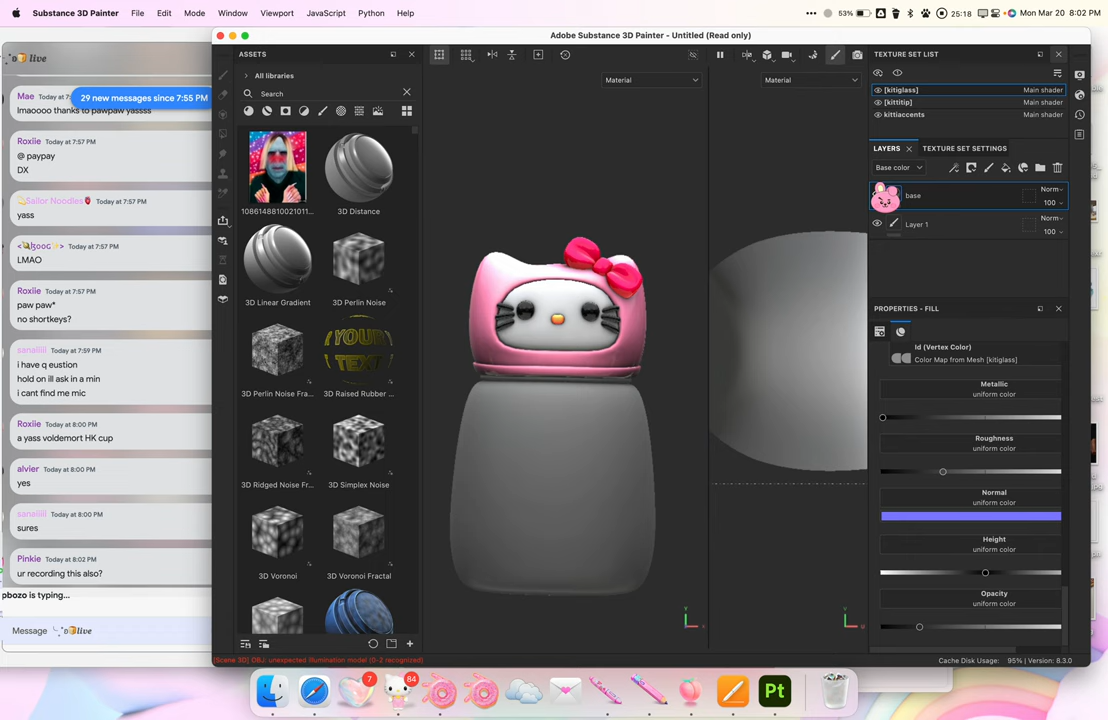 Substance 3D Painter File Edit Mode Window Viewport JavaScript Python Help
53% 25:18 Mon Mar 20 8:02 PM
live
Mae Today at 7:
29 new messages since 7:55 PM
lmaoooo thanks to pawpaw yassss
Roxiie Today at 7:57 PM
@ paypay
DX
Sailor Noodles Today at 7:57 PM
yass
Today at 7:57 PM
LMAO
Roxiie Today at 7:57 PM
paw paw*
no shortkeys?
sanaiiiil Today at 7:59 PM
i have q eustion
hold on ill ask in a min
i cant find me mic
Roxiie Today at 8:00 PM
a yass voldemort HK cup
alvier Today at 8:00 PM
yes
Today at 8:00 PM
sures
Pinkie Today at 8:02 PM
ur recording this also?
pbozo is typing...
Message live
Adobe Substance 3D Painter - Untitled (Read only)
ASSETS
All libraries
Search
1086148810021011...
3D Distance
3D Linear Gradient
3D Perlin Noise
YOUR
TEXT
3D Perlin Noise Fra...
3D Raised Rubber ...
3D Ridged Noise Fr...
3D Simplex Noise
3D Voronoi
3D Voronoi Fractal
Material
Material
TEXTURE SET LIST
[kitiglass] Main shader
[kittitip] Main shader
kittiaccents Main shader
LAYERS
TEXTURE SET SETTINGS
Base color
base
Norm
100
Layer 1
Norm
100
PROPERTIES - FILL
Id (Vertex Color)
Color Map from Mesh [kitiglass]
Metallic
uniform color
Roughness
uniform color
Normal
uniform color
Height
uniform color
Opacity
uniform color
[Scene 3D] OBJ: unexpected illumination model (0-2 recognized)
Cache Disk Usage: 95% | Version: 8.3.0
7
84
Pt